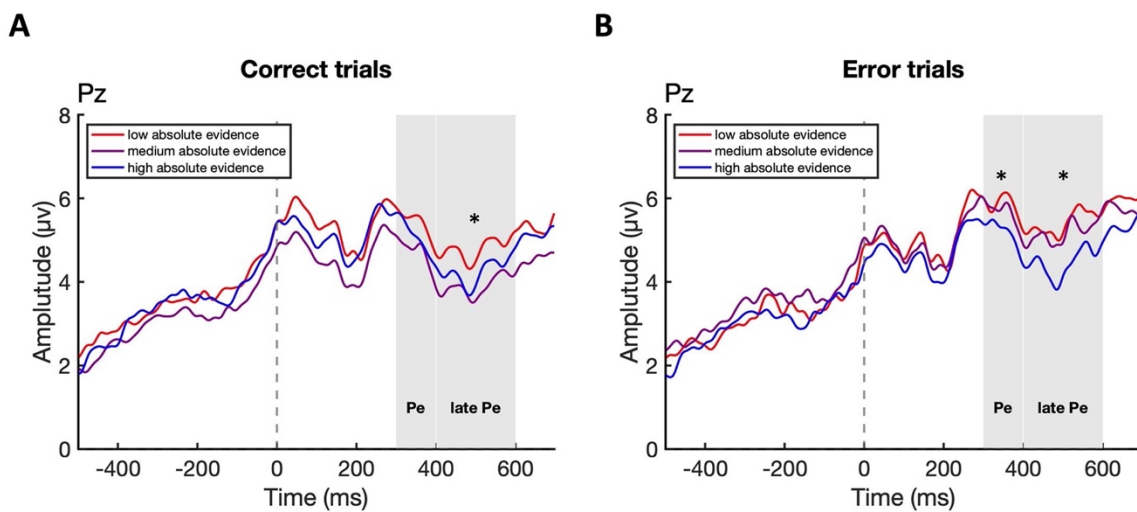 A
Correct trials
Pz
Amplutude (μv)
8
6
4
2
0
low absolute evidence
medium absolute evidence
high absolute evidence
*
Pe
late Pe
-400
-200
0
200
400
600
Time (ms)
B
Error trials
Pz
Amplutude (μv)
8
6
4
2
0
low absolute evidence
medium absolute evidence
high absolute evidence
*
*
Pe
late Pe
-400
-200
0
200
400
600
Time (ms)